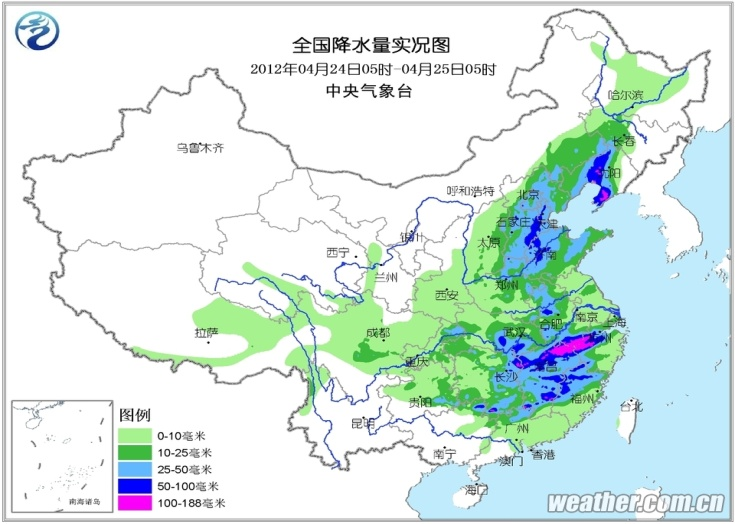 全国降水量实况图
2012年04月24日05时-04月25日05时
中央气象台
哈尔滨
长春
乌鲁木齐
沈阳
呼和浩特
北京
银川
石家庄
天津
太原
西宁
济南
兰州
郑州
西安
南京
合肥
上海
拉萨
成都
武汉
杭州
重庆
南昌
长沙
贵阳
福州
台北
昆明
广州
南宁
香港
澳门
海口
南海诸岛
图例
0-10毫米
10-25毫米
25-50毫米
50-100毫米
100-188毫米
weather.com.cn